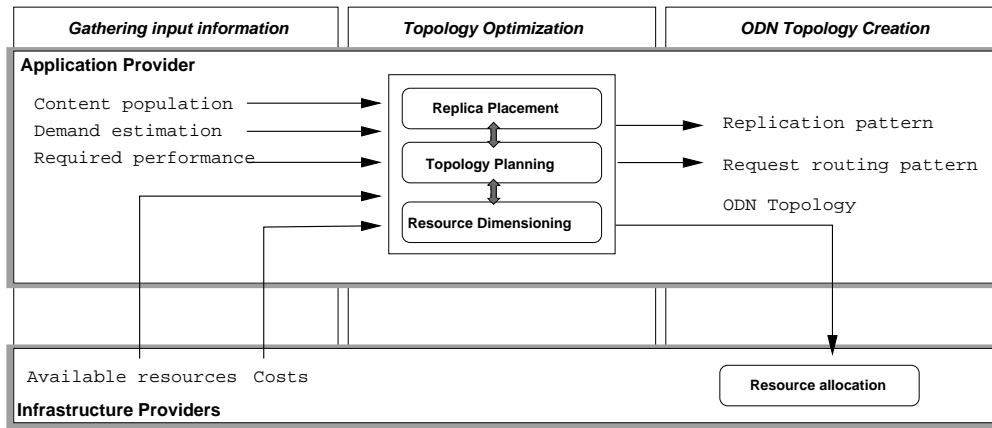 Gathering input information
Topology Optimization
ODN Topology Creation
Application Provider
Content population
Demand estimation
Required performance
Replica Placement
Topology Planning
Resource Dimensioning
Replication pattern
Request routing pattern
ODN Topology
Available resources
Costs
Resource allocation
Infrastructure Providers